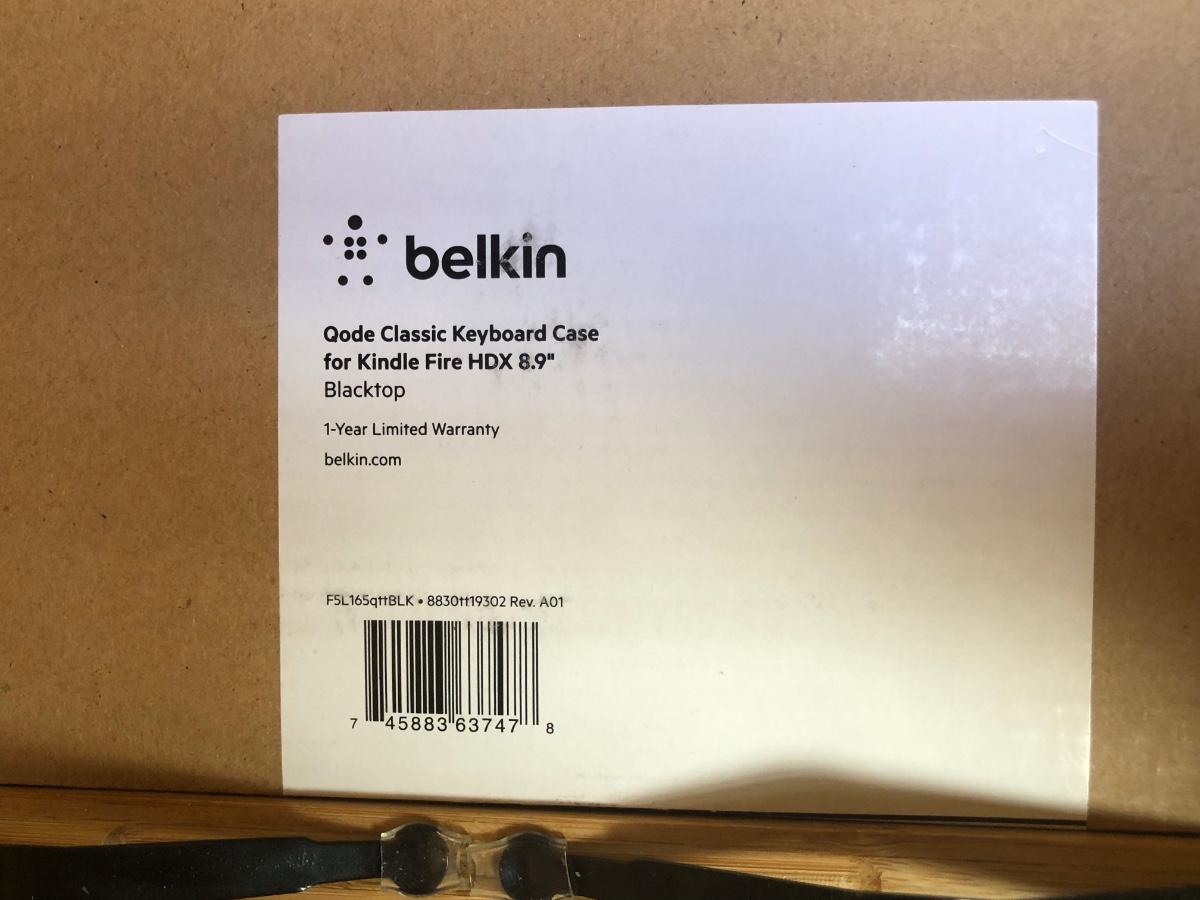 belkin
Qode Classic Keyboard Case
for Kindle Fire HDX 8.9"
Blacktop
1-Year Limited Warranty
belkin.com
F5L165qttBLK • 8830tt19302 Rev. A01
7 45883 63747 8